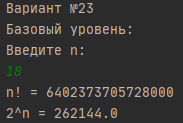 Вариант №23
Базовый уровень:
Введите n:
18
n! = 6402373705728000
2^n = 262144.0